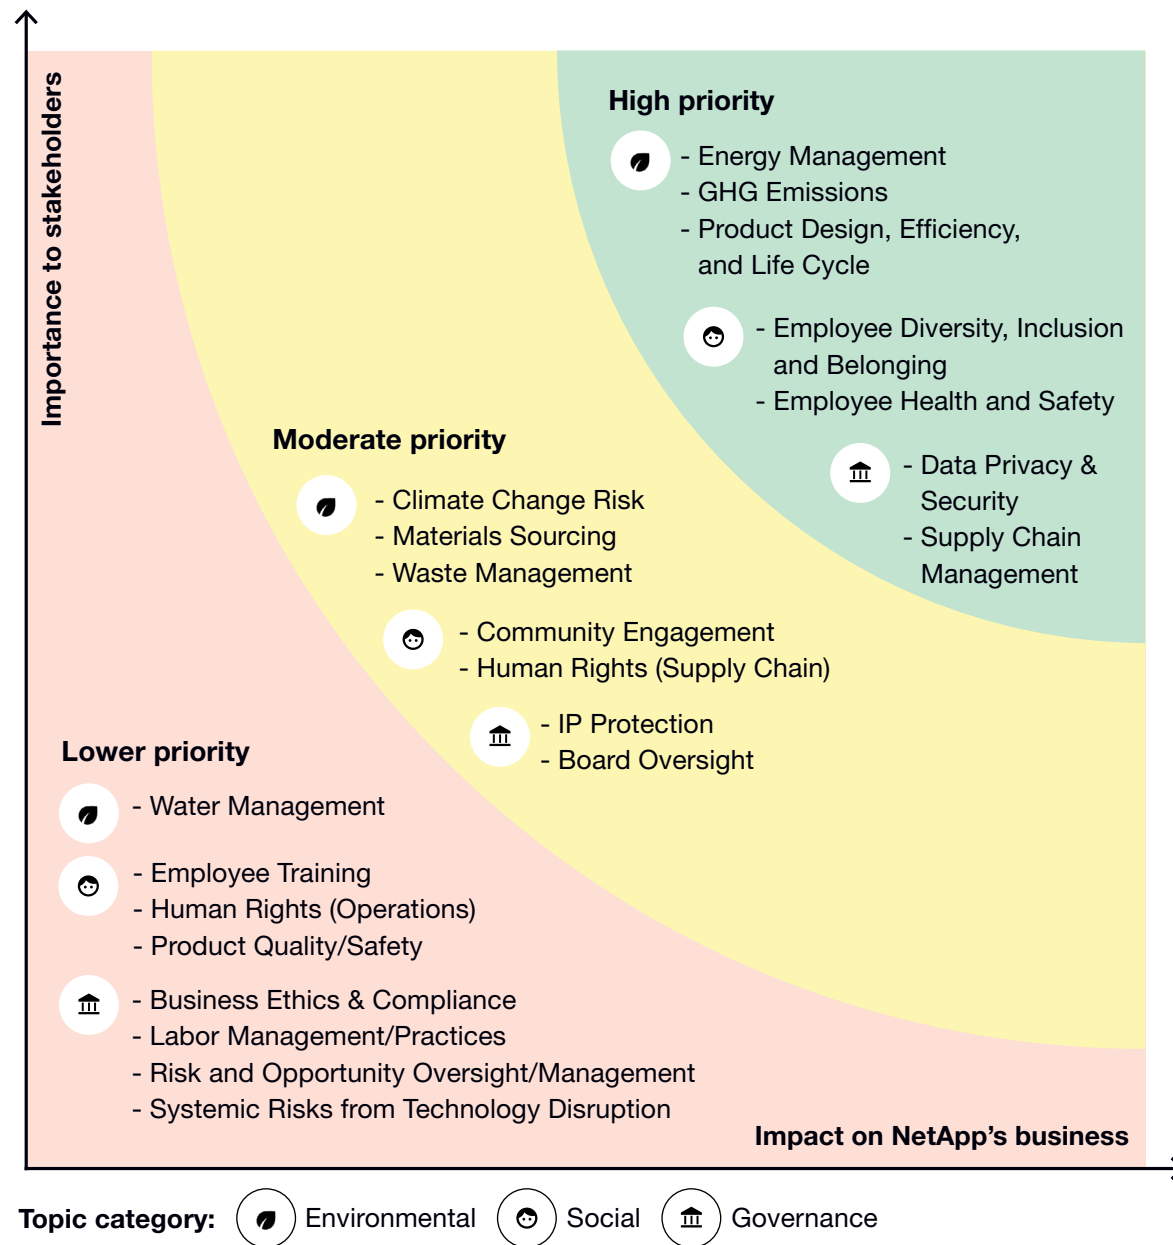 Importance to stakeholders
High priority
- Energy Management
- GHG Emissions
- Product Design, Efficiency,
and Life Cycle
- Employee Diversity, Inclusion
and Belonging
- Employee Health and Safety
- Data Privacy &
Security
- Supply Chain
Management
Moderate priority
- Climate Change Risk
- Materials Sourcing
- Waste Management
- Community Engagement
- Human Rights (Supply Chain)
- IP Protection
- Board Oversight
Lower priority
- Water Management
- Employee Training
- Human Rights (Operations)
- Product Quality/Safety
- Business Ethics & Compliance
- Labor Management/Practices
- Risk and Opportunity Oversight/Management
- Systemic Risks from Technology Disruption
Impact on NetApp’s business
Topic category: Environmental Social Governance